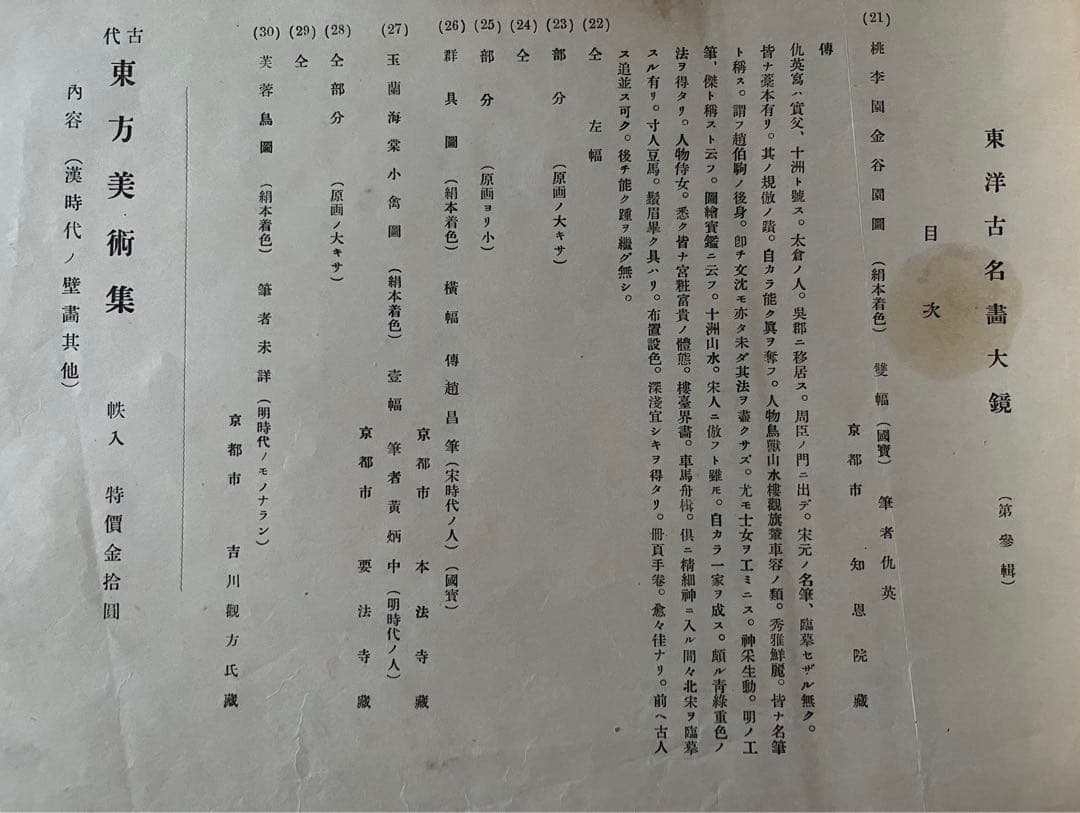 東洋古名畫大鏡 (第參輯)
目次
(21) 桃李園金谷園圖 (絹本着色) 雙幅 (國寶) 筆者仇英
京都市 知恩院藏
傳
仇英寫ハ實父、十洲ト號ス。太倉ノ人。吳郡ニ移居ス。周臣ノ門ニ出デ。宋元ノ名筆、臨摹セザル無ク。
皆ナ藁本有リ。其ノ規倣ノ蹟。自カラ能ク眞ヲ奪フ。人物鳥獸山水樓觀旗輦車容ノ類。秀雅鮮麗。皆ナ名筆
ト稱ス。謂フ趙伯駒ノ後身。卽チ文沈モ亦タ未ダ其法ヲ盡クサズ。尤モ士女ヲ工ミニス。神采生動。明ノ工
筆、傑ト稱スト云フ。圖繪寶鑑ニ云フ。十洲山水。宋人ニ倣フト雖モ。自カラ一家ヲ成ス。頗ル靑綠重色ノ
法ヲ得タリ。人物侍女。悉ク皆ナ宮粧富貴ノ體態。樓臺界畵。車馬舟楫。俱ニ精細神ニ入ル間々北宋ヲ臨摹
スル有リ。寸人豆馬。鬚眉畢ク具ハリ。布置設色。深淺宜シキヲ得タリ。冊頁手卷。愈々佳ナリ。前ヘ古人
ス追並ス可ク。後チ能ク踵ヲ繼グ無シ。
(22) 仝 左幅
(23) 部分 (原画ノ大キサ)
(24) 仝
(25) 部分 (原画ヨリ小)
(26) 群貝圖 (絹本着色) 橫幅 傳趙昌筆 (宋時代ノ人) (國寶)
京都市 本法寺藏
(27) 玉蘭海棠小禽圖 (絹本着色) 壹幅 筆者黃炳中 (明時代ノ人)
京都市 要法寺藏
(28) 仝部分 (原画ノ大キサ)
(29) 仝
(30) 芙蓉鳥圖 (絹本着色) 筆者未詳 (明時代ノモノナラン)
京都市 吉川觀方氏藏
古代 東方美術集 帙入 特價金拾圓
內容 (漢時代ノ壁畫其他)